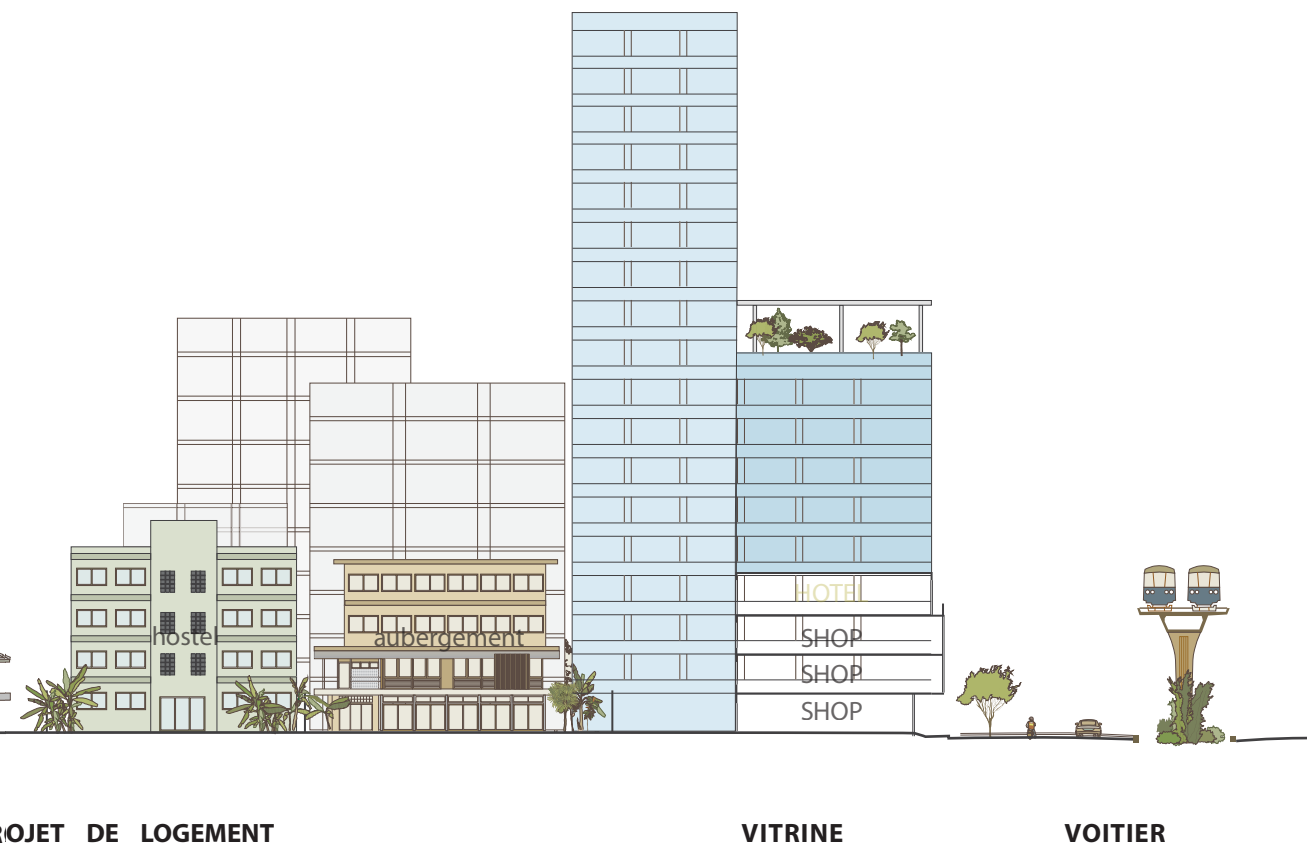 HOTEL
hostel
aubergement
SHOP
SHOP
SHOP
ROJET DE LOGEMENT
VITRINE
VOITIER